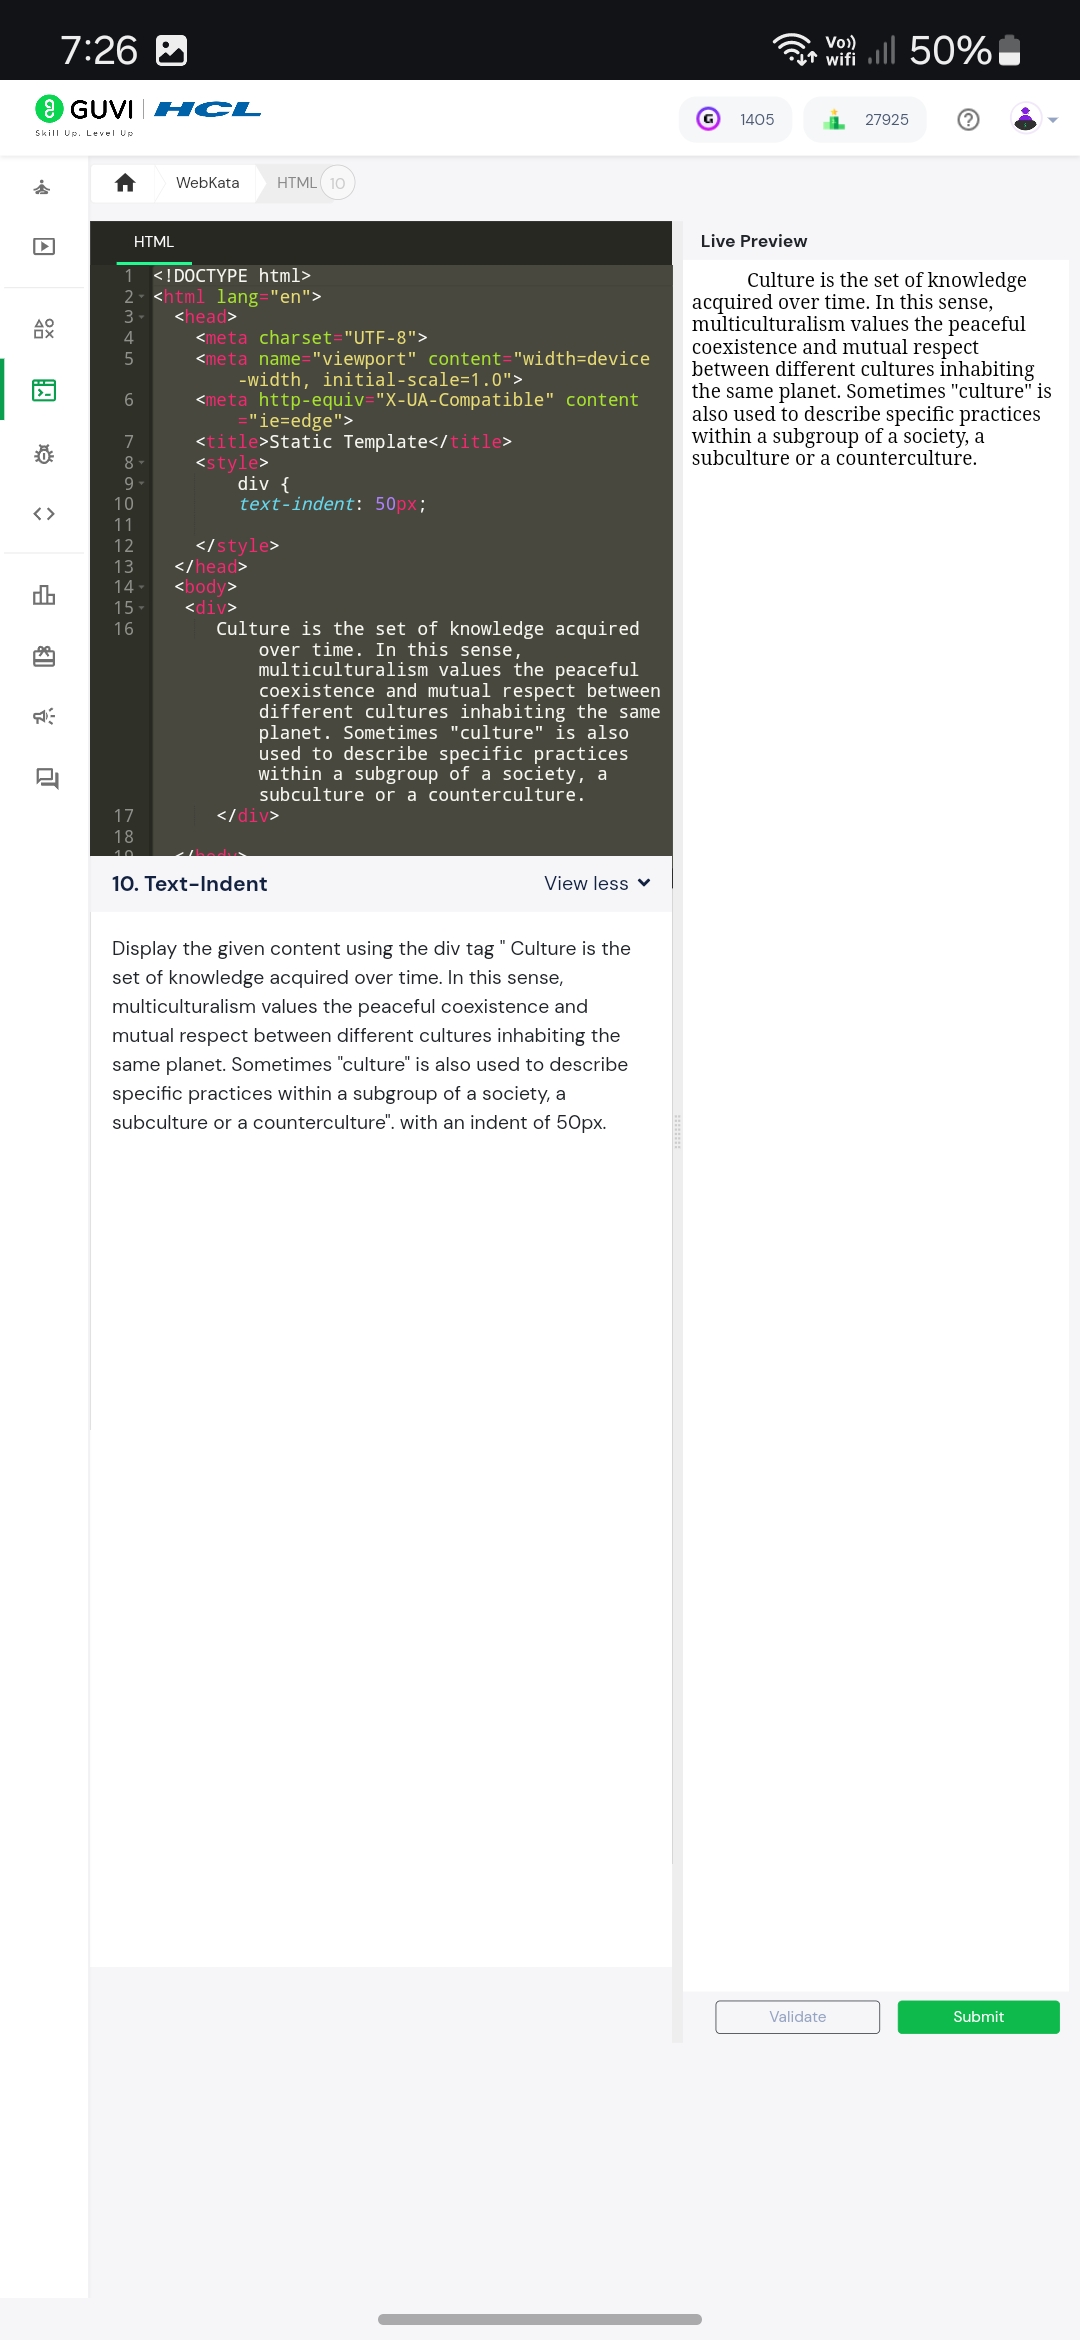 7:26
Vo)) wifi 50%
GUVI HCL
Skill Up. Level Up
1405
27925
WebKata
HTML 10
HTML
1 <!DOCTYPE html>
2 <html lang="en">
3 <head>
4 <meta charset="UTF-8">
5 <meta name="viewport" content="width=device
-width, initial-scale=1.0">
6 <meta http-equiv="X-UA-Compatible" content
="ie=edge">
7 <title>Static Template</title>
8 <style>
9 div {
10 text-indent: 50px;
11
12 </style>
13 </head>
14 <body>
15 <div>
16 Culture is the set of knowledge acquired
over time. In this sense,
multiculturalism values the peaceful
coexistence and mutual respect between
different cultures inhabiting the same
planet. Sometimes "culture" is also
used to describe specific practices
within a subgroup of a society, a
subculture or a counterculture.
17 </div>
18
19 </body>
10. Text-Indent
View less
Display the given content using the div tag " Culture is the
set of knowledge acquired over time. In this sense,
multiculturalism values the peaceful coexistence and
mutual respect between different cultures inhabiting the
same planet. Sometimes "culture" is also used to describe
specific practices within a subgroup of a society, a
subculture or a counterculture". with an indent of 50px.
Live Preview
Culture is the set of knowledge
acquired over time. In this sense,
multiculturalism values the peaceful
coexistence and mutual respect
between different cultures inhabiting
the same planet. Sometimes "culture" is
also used to describe specific practices
within a subgroup of a society, a
subculture or a counterculture.
Validate
Submit